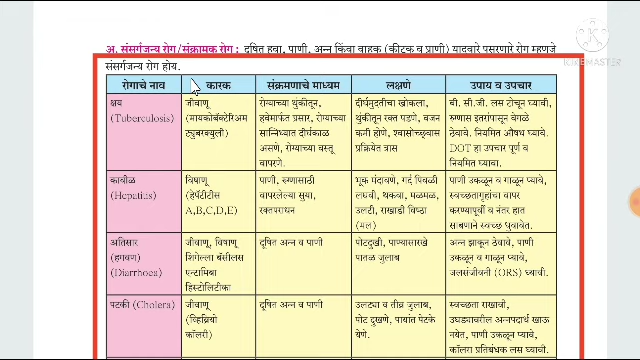 अ. संसर्गजन्य रोग/संक्रामक रोग : दूषित हवा, पाणी, अन्न किंवा वाहक (कीटक व प्राणी) यांद्वारे पसरणारे रोग म्हणजे
संसर्गजन्य रोग होय.
KINEMASTER
रोगाचे नाव कारक संक्रमणाचे माध्यम लक्षणे उपाय व उपचार
क्षय जीवाणू रोग्याच्या थुंकीतून, दीर्घमुदतीचा खोकला, बी. सी.जी. लस टोचून घ्यावी.
(Tuberculosis) (मायकोबॅक्टेरिअम हवेमार्फत प्रसार, रोग्याच्या थुंकीतून रक्त पडणे, वजन रुग्णास इतरांपासून वेगळे
ट्युबरक्युली) सान्निध्यात दीर्घकाळ कमी होणे, श्वासोच्छ्वास ठेवावे. नियमित औषध घ्यावे.
असणे, रोग्याच्या वस्तू प्रक्रियेत त्रास DOT हा उपचार पूर्ण व
वापरणे. नियमित घ्यावा.
कावीळ विषाणू पाणी, रुग्णासाठी भूक मंदावणे, गर्द पिवळी पाणी उकळून व गाळून प्यावे.
(Hepatitis) (हेपॅटीटीस वापरलेल्या सुया, लघवी, थकवा, मळमळ, स्वच्छतागृहांचा वापर
A,B,C,D,E) रक्तपराधन उलटी, राखाडी विष्ठा करण्यापूर्वी व नंतर हात
(मल) साबणाने स्वच्छ धुवावेत.
अतिसार जीवाणू, विषाणू दूषित अन्न व पाणी पोटदुखी, पाण्यासारखे अन्न झाकून ठेवावे, पाणी
(हगवण) शिगेल्ला बॅसीलस पातळ जुलाब उकळून व गाळून प्यावे,
(Diarrhoea) एन्टामिबा जलसंजीवनी (ORS) घ्यावी.
हिस्टोलिटीका
पटकी (Cholera) जीवाणू दूषित अन्न व पाणी उलट्या व तीव्र जुलाब, स्वच्छता राखावी.
(व्हिब्रियो पोट दुखणे, पायांत पेटके उघड्यावरील अन्नपदार्थ खाऊ
कॉलरी) येणे. नयेत, पाणी उकळून प्यावे,
कॉलरा प्रतिबंधक लस घ्यावी.